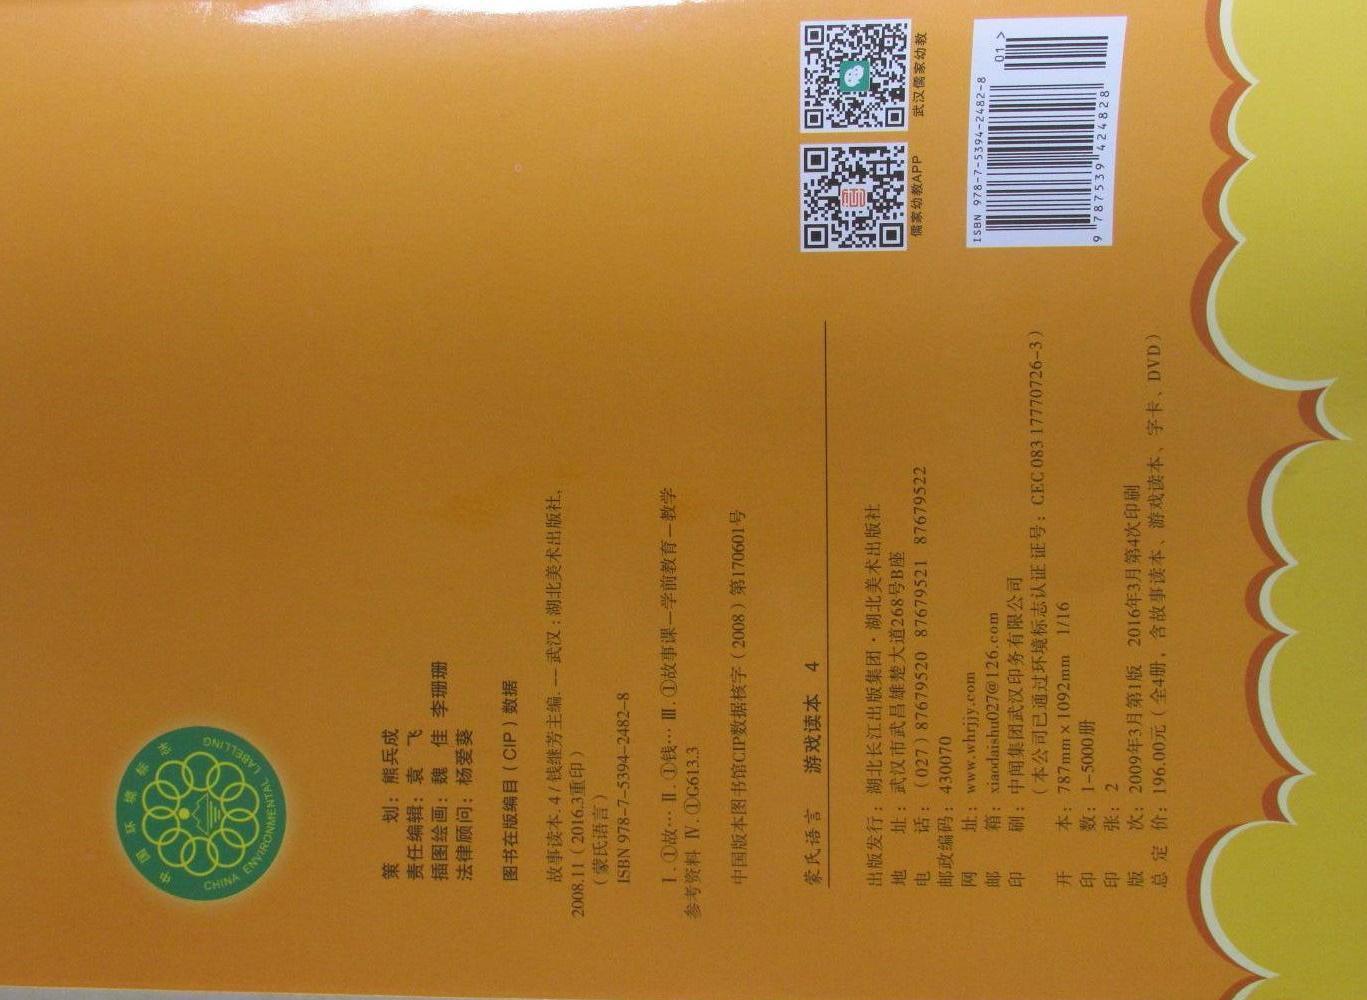 中国环境标志
CHINA ENVIRONMENTAL LABELLING
策　　划：熊兵成
责任编辑：袁　飞
插图绘画：魏　佳　李珊珊
法律顾问：杨爱葵
图书在版编目（CIP）数据
故事读本. 4 / 钱继芳主编. — 武汉：湖北美术出版社,
2008.11（2016.3重印）
（蒙氏语言）
ISBN 978-7-5394-2482-8
Ⅰ. ①故… Ⅱ. ①钱… Ⅲ. ①故事课—学前教育—教学
参考资料 Ⅳ. ①G613.3
中国版本图书馆CIP数据核字（2008）第170601号
蒙氏语言　游戏读本　4
出版发行：湖北长江出版集团·湖北美术出版社
地　　址：武汉市武昌雄楚大道268号B座
电　　话：（027）87679520 87679521 87679522
邮政编码：430070
网　　址：www.whrjjy.com
邮　　箱：xiaodaishu027@126.com
印　　刷：中闻集团武汉印务有限公司
（本公司已通过环境标志认证 证号：CEC 083 17770726-3）
开　　本：787mm×1092mm 1/16
印　　数：1-5000册
印　　张：2
版　　次：2009年3月第1版 2016年3月第4次印刷
总 定 价：196.00元（全4册，含故事读本、游戏读本、字卡、DVD）
儒家幼教APP
武汉儒家幼教
ISBN 978-7-5394-2482-8
01 >
9 787539 424828